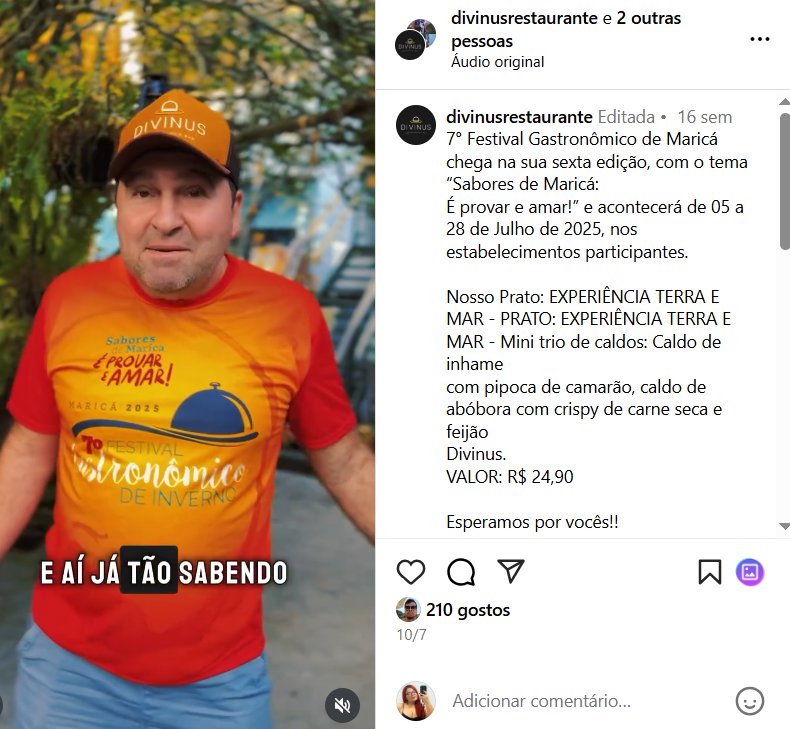 DIVINUS
Sabores
de Maricá
É PROVAR
E AMAR!
MARICÁ 2025
7º FESTIVAL
Gastronômico
DE INVERNO
E AÍ JÁ TÃO SABENDO
divinusrestaurante e 2 outras
pessoas
Áudio original
divinusrestaurante Editada • 16 sem
7° Festival Gastronômico de Maricá
chega na sua sexta edição, com o tema
“Sabores de Maricá:
É provar e amar!” e acontecerá de 05 a
28 de Julho de 2025, nos
estabelecimentos participantes.
Nosso Prato: EXPERIÊNCIA TERRA E
MAR - PRATO: EXPERIÊNCIA TERRA E
MAR - Mini trio de caldos: Caldo de
inhame
com pipoca de camarão, caldo de
abóbora com crispy de carne seca e
feijão
Divinus.
VALOR: R$ 24,90
Esperamos por vocês!!
210 gostos
10/7
Adicionar comentário...